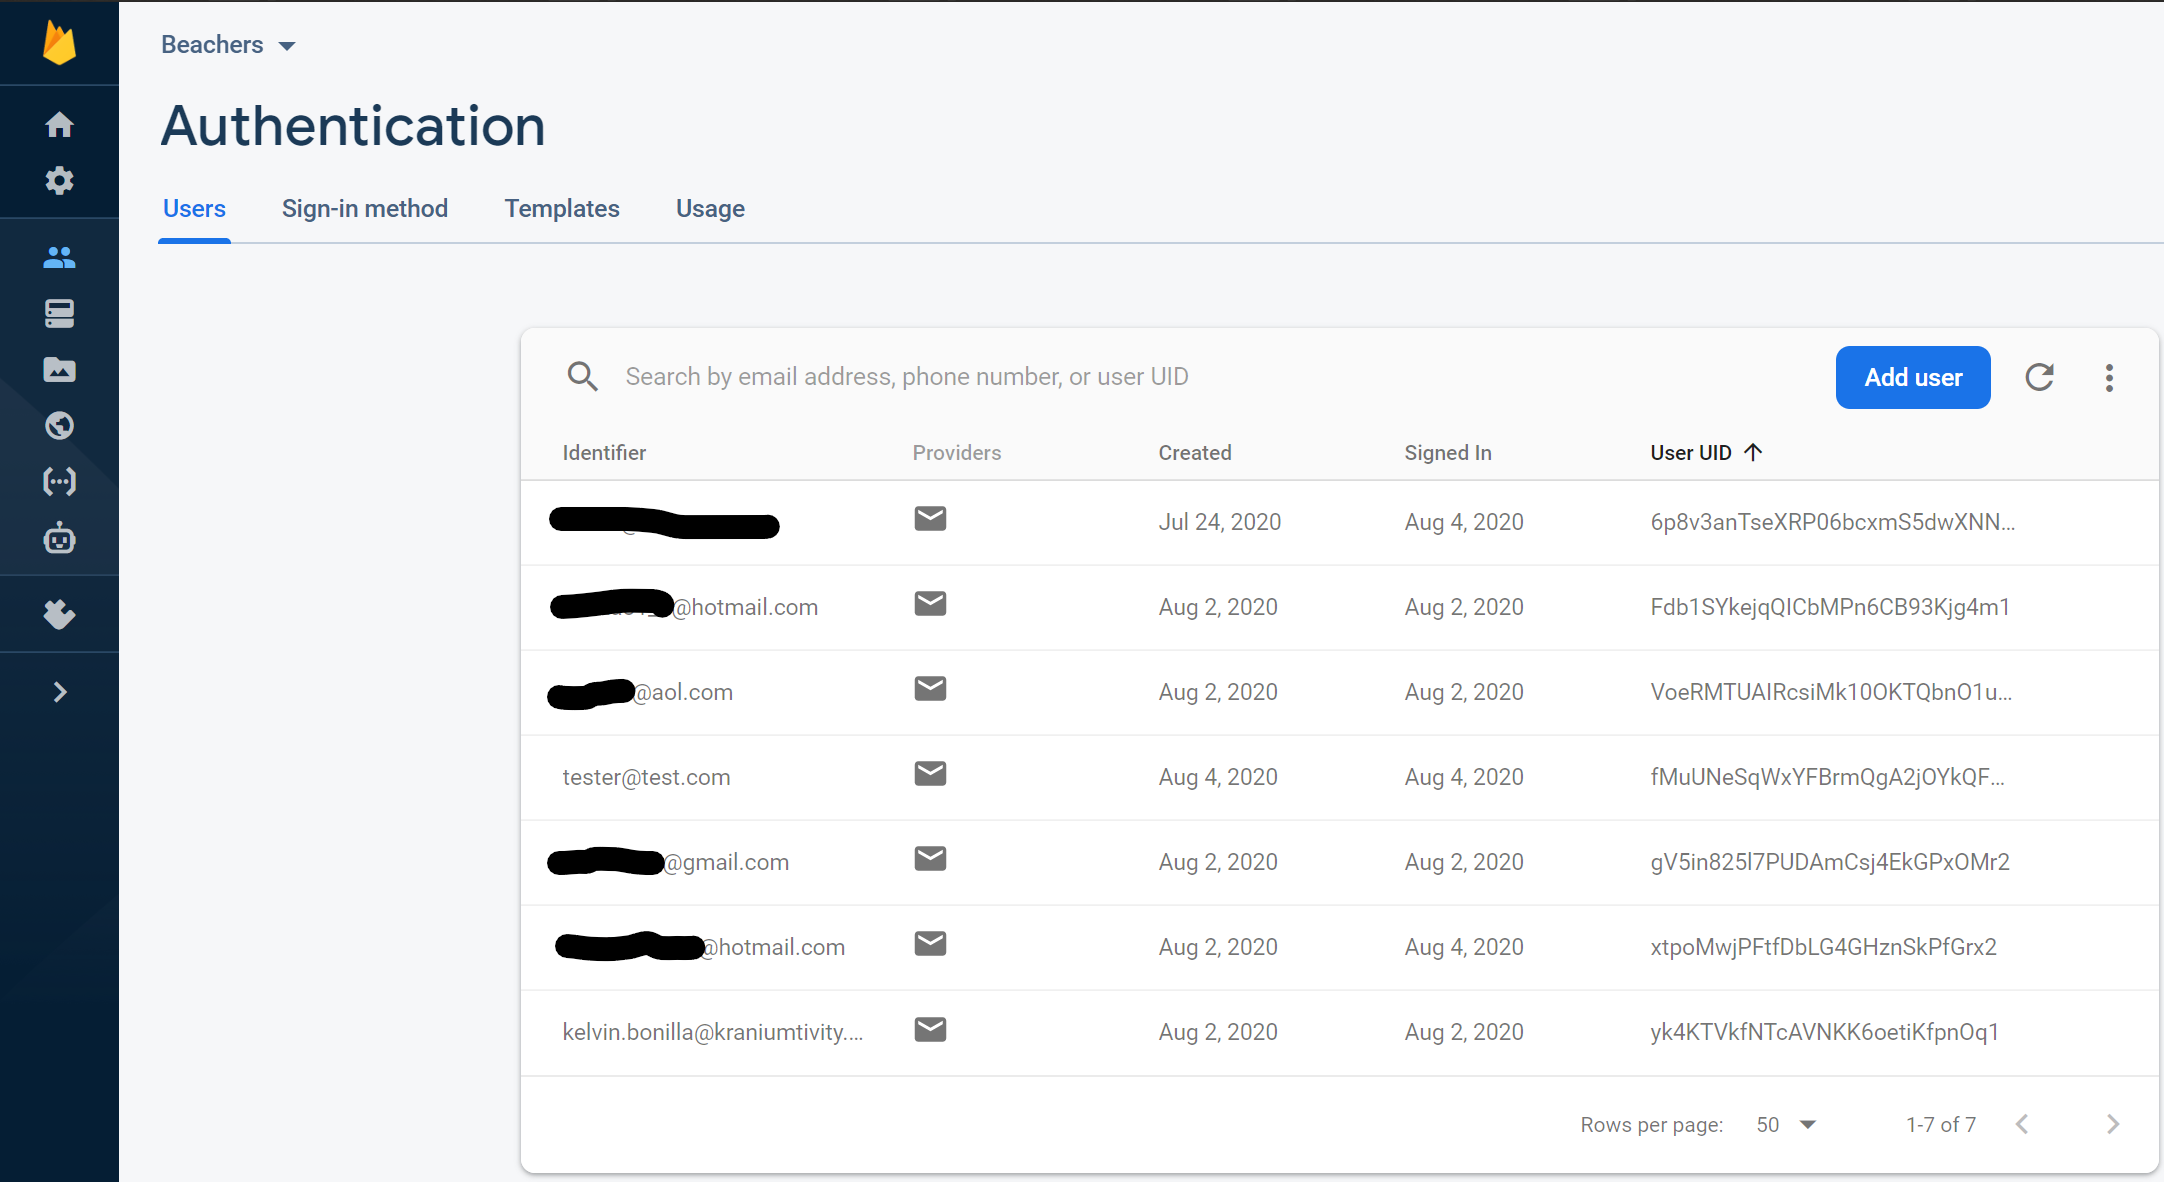 Beachers
Authentication
Users Sign-in method Templates Usage
Search by email address, phone number, or user UID Add user
Identifier Providers Created Signed In User UID
Jul 24, 2020 Aug 4, 2020 6p8v3anTseXRP06bcxmS5dwXNN...
@hotmail.com Aug 2, 2020 Aug 2, 2020 Fdb1SYkejqQICbMPn6CB93Kjg4m1
@aol.com Aug 2, 2020 Aug 2, 2020 VoeRMTUAIRcsiMk10OKTQbnO1u...
tester@test.com Aug 4, 2020 Aug 4, 2020 fMuUNeSqWxYFBrmQgA2jOYkQF...
@gmail.com Aug 2, 2020 Aug 2, 2020 gV5in825l7PUDAmCsj4EkGPxOMr2
@hotmail.com Aug 2, 2020 Aug 4, 2020 xtpoMwjPFtfDbLG4GHznSkPfGrx2
kelvin.bonilla@kraniumtivity.... Aug 2, 2020 Aug 2, 2020 yk4KTVkfNTcAVNKK6oetiKfpnOq1
Rows per page: 50 1-7 of 7